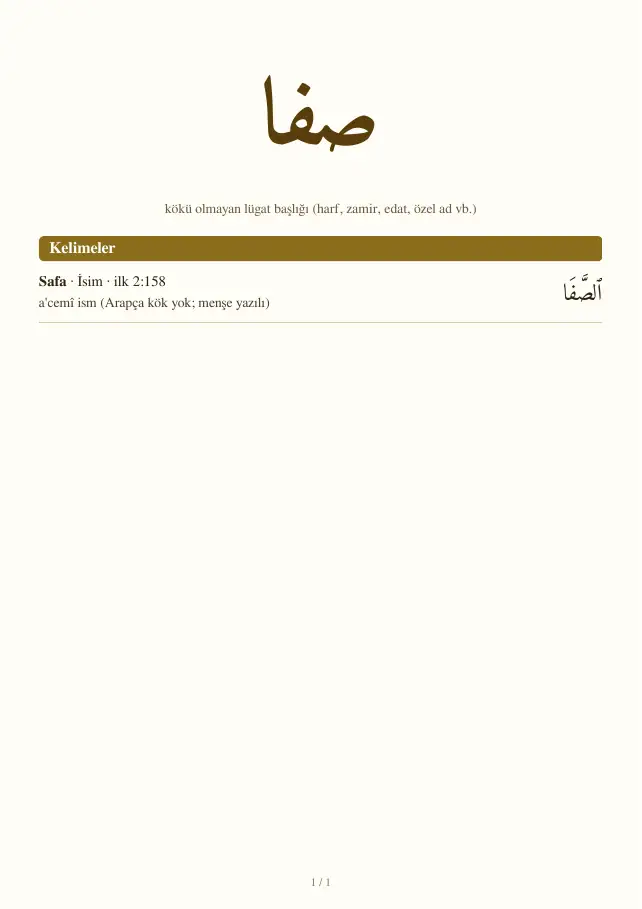 صفا
kökü olmayan lügat başlığı (harf, zamir, edat, özel ad vb.)
Kelimeler
Safa · İsim · ilk 2:158
ٱلصَّفَا
a'cemî ism (Arapça kök yok; menşe yazılı)
1 / 1